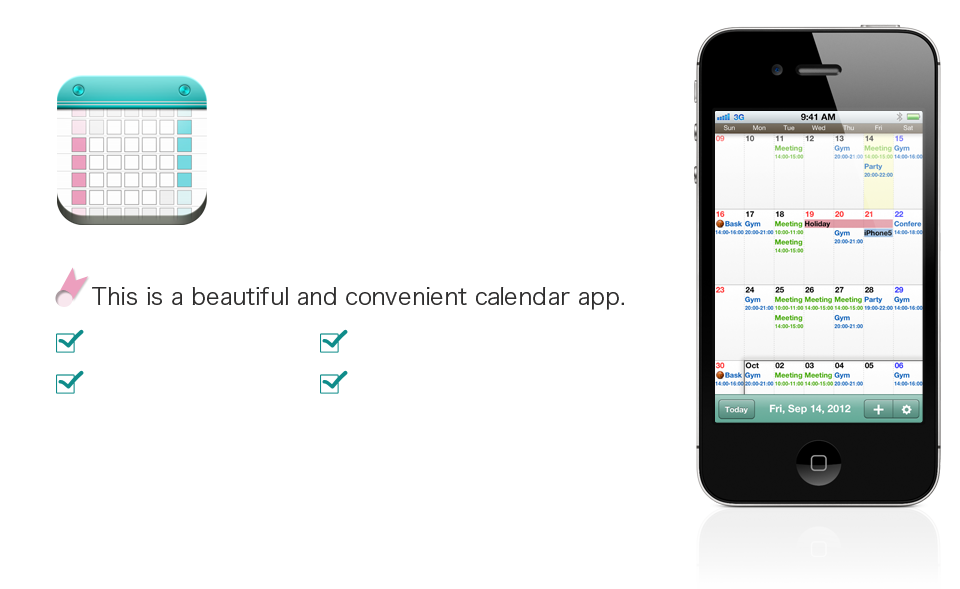 This is a beautiful and convenient calendar app.
3G 9:41 AM
Sun Mon Tue Wed Thu Fri Sat
09 10 11 12 13 14 15
Meeting Gym Meeting Gym
14:00-15:00 20:00-21:00 14:00-15:00 14:00-16:00
Party
20:00-22:00
16 17 18 19 20 21 22
Bask Gym Meeting Holiday Confere
14:00-16:00 20:00-21:00 10:00-11:00 14:00-18:00
Gym iPhone5
Meeting 20:00-21:00
14:00-15:00
23 24 25 26 27 28 29
Gym Meeting Meeting Meeting Party Gym
20:00-21:00 10:00-11:00 14:00-15:00 14:00-15:00 19:00-22:00 14:00-16:00
Meeting Gym
14:00-15:00 20:00-21:00
30 Oct 02 03 04 05 06
Bask Gym Meeting Meeting Gym Gym
14:00-16:00 20:00-21:00 10:00-11:00 14:00-15:00 20:00-21:00 14:00-16:00
Today Fri, Sep 14, 2012